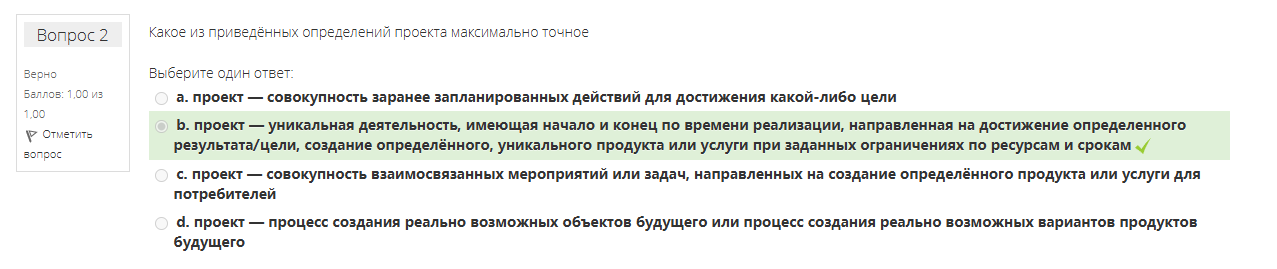 Вопрос 2
Верно
Баллов: 1,00 из
1,00
Отметить
вопрос
Какое из приведённых определений проекта максимально точное
Выберите один ответ:
a. проект — совокупность заранее запланированных действий для достижения какой-либо цели
b. проект — уникальная деятельность, имеющая начало и конец по времени реализации, направленная на достижение определенного
результата/цели, создание определённого, уникального продукта или услуги при заданных ограничениях по ресурсам и срокам
c. проект — совокупность взаимосвязанных мероприятий или задач, направленных на создание определённого продукта или услуги для
потребителей
d. проект — процесс создания реально возможных объектов будущего или процесс создания реально возможных вариантов продуктов
будущего